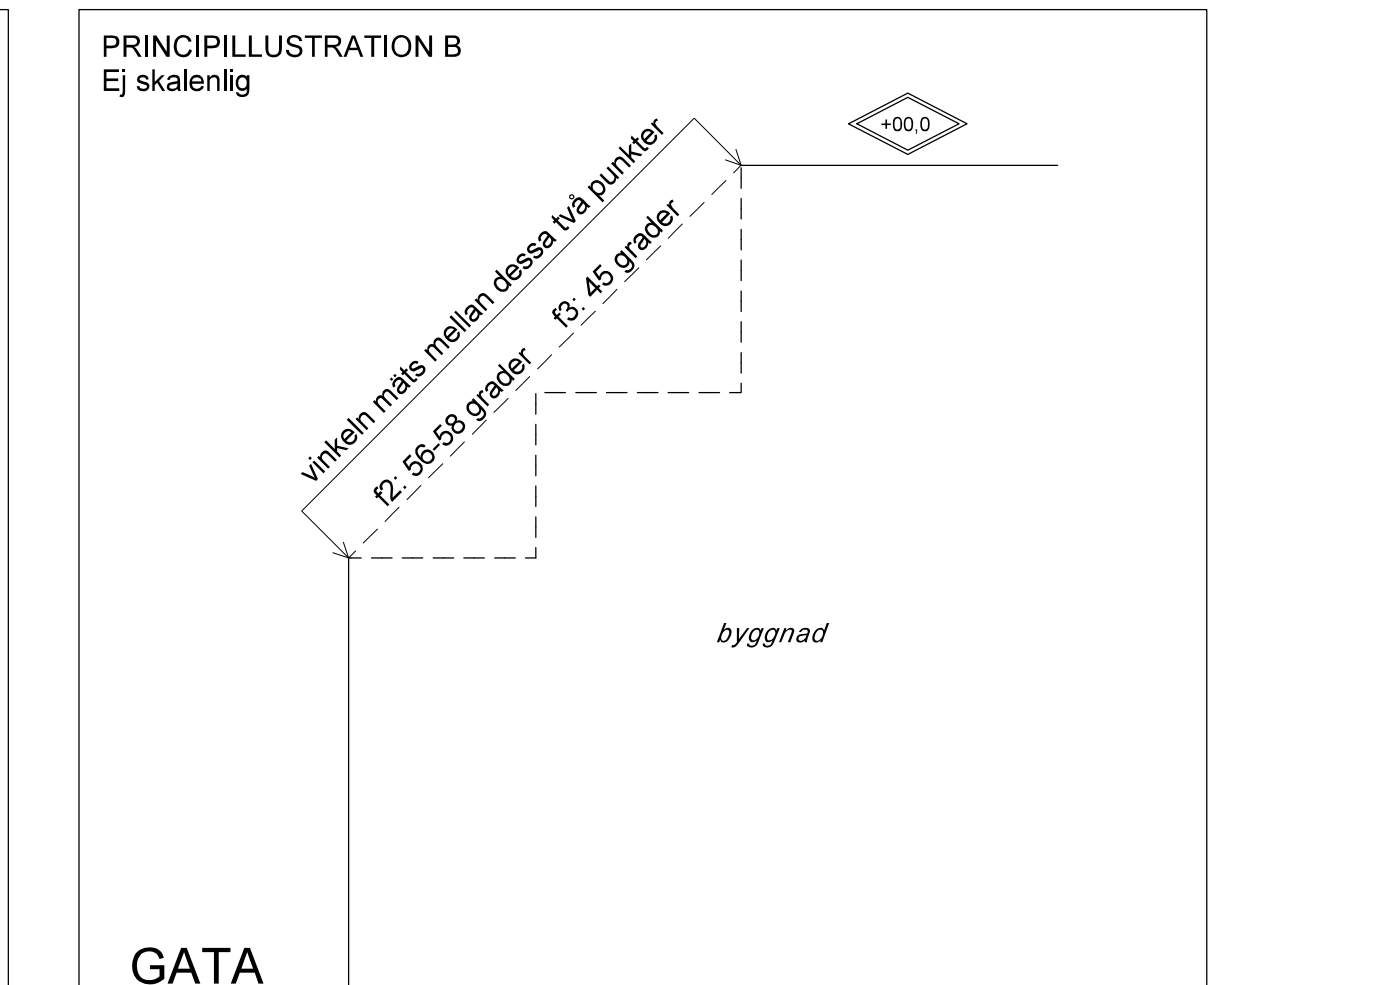 PRINCIPILLUSTRATION B
Ej skalenlig
+00,0
vinkeln mäts mellan dessa två punkter
f2: 56-58 grader
f3: 45 grader
byggnad
GATA